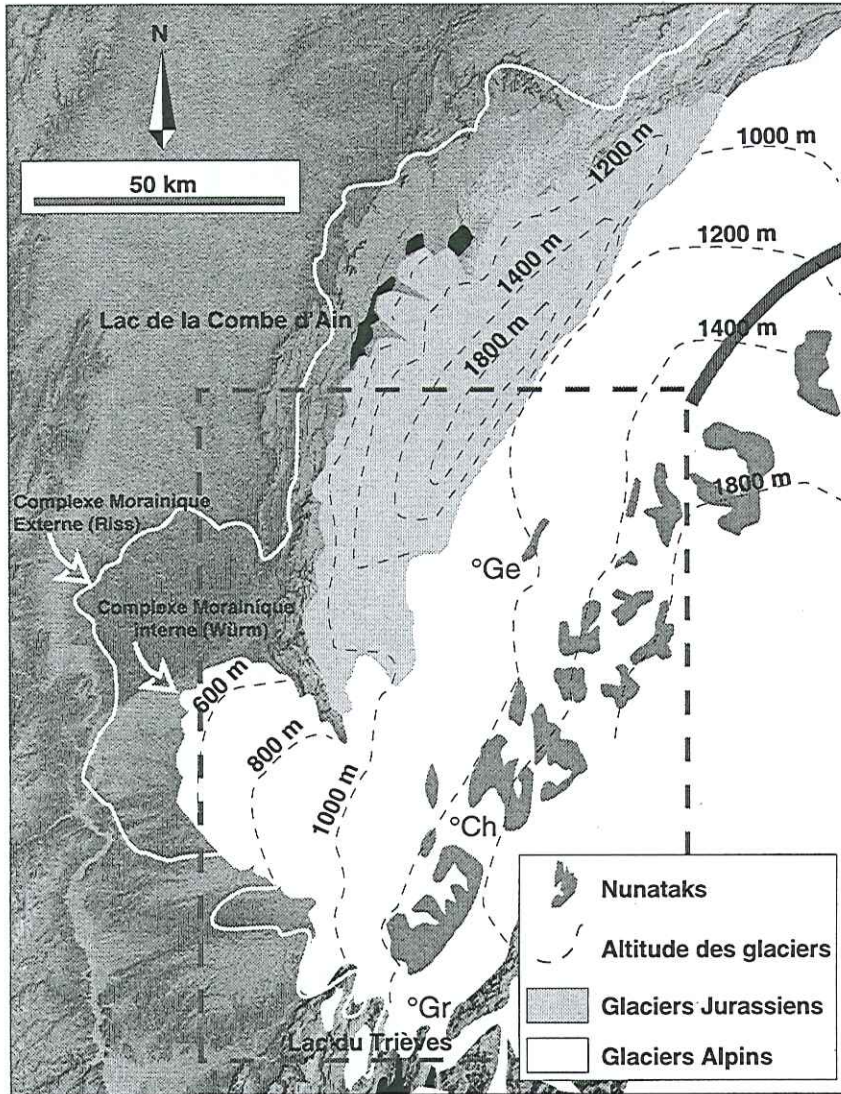 N
50 km
1200 m
1000 m
1200 m
1400 m
1400 m
Lac de la Combe d'Ain
1800 m
1800 m
Complexe Morainique
Externe (Riss)
°Ge
Complexe Morainique
Interne (Würm)
600 m
800 m
1000 m
°Ch
°Gr
Lac du Trièves
Nunataks
Altitude des glaciers
Glaciers Jurassiens
Glaciers Alpins